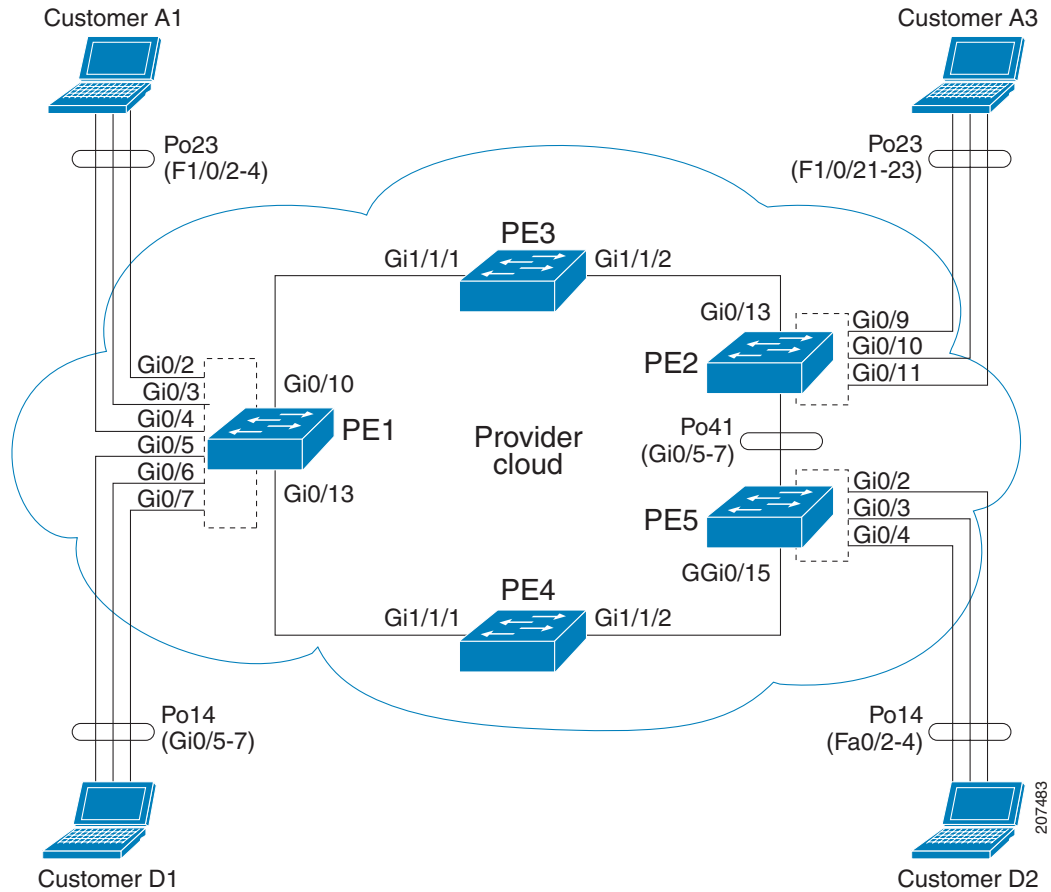 Customer A1
Customer A3
Po23
(F1/0/2-4)
Po23
(F1/0/21-23)
PE3
Gi1/1/1
Gi1/1/2
Gi0/13
Gi0/9
Gi0/10
Gi0/11
PE2
Gi0/2
Gi0/3
Gi0/4
Gi0/5
Gi0/6
Gi0/7
Gi0/10
PE1
Gi0/13
Provider
cloud
Po41
(Gi0/5-7)
Gi0/2
Gi0/3
Gi0/4
PE5
GGi0/15
PE4
Gi1/1/1
Gi1/1/2
Po14
(Gi0/5-7)
Po14
(Fa0/2-4)
Customer D1
Customer D2
207483